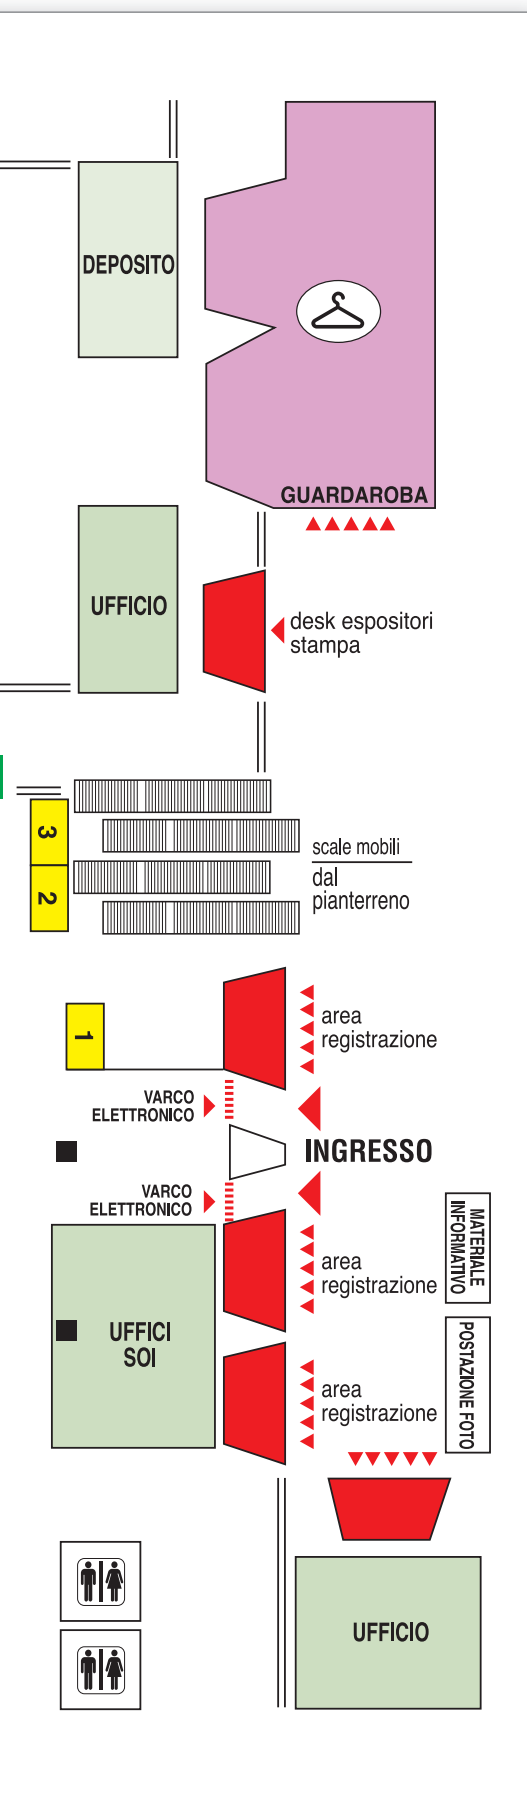 DEPOSITO
GUARDAROBA
UFFICIO
desk espositori
stampa
3
2
scale mobili
dal
pianterreno
1
area
registrazione
VARCO
ELETTRONICO
INGRESSO
VARCO
ELETTRONICO
MATERIALE
INFORMATIVO
area
registrazione
UFFICI
SOI
POSTAZIONE FOTO
area
registrazione
UFFICIO